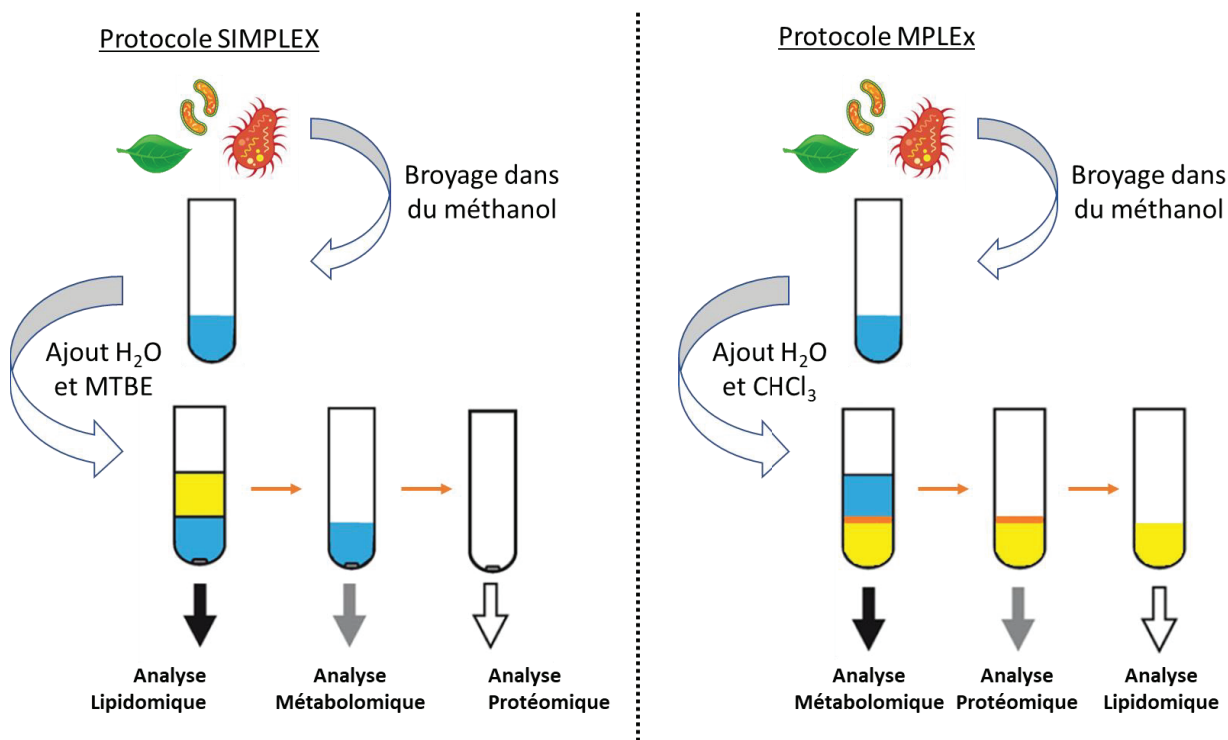 Protocole SIMPLEX
Broyage dans
du méthanol
Ajout H₂O
et MTBE
Analyse
Lipidomique
Analyse
Métabolomique
Analyse
Protéomique
Protocole MPLEx
Broyage dans
du méthanol
Ajout H₂O
et CHCl₃
Analyse
Métabolomique
Analyse
Protéomique
Analyse
Lipidomique